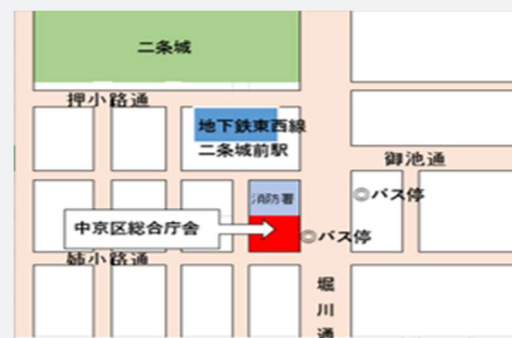 二条城
押小路通
地下鉄東西線
二条城前駅
御池通
消防署
◎バス停
中京区総合庁舎
◎バス停
姉小路通
堀川通